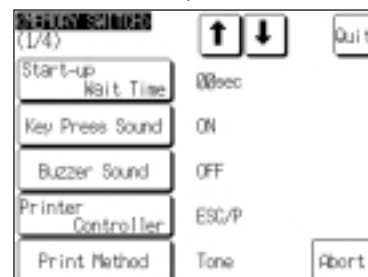 (MEMORY SWITCH)
(1/4)
Quit
Start-up
Wait Time
00sec
Key Press Sound
ON
Buzzer Sound
OFF
Printer
Controller
ESC/P
Print Method
Tone
Abort